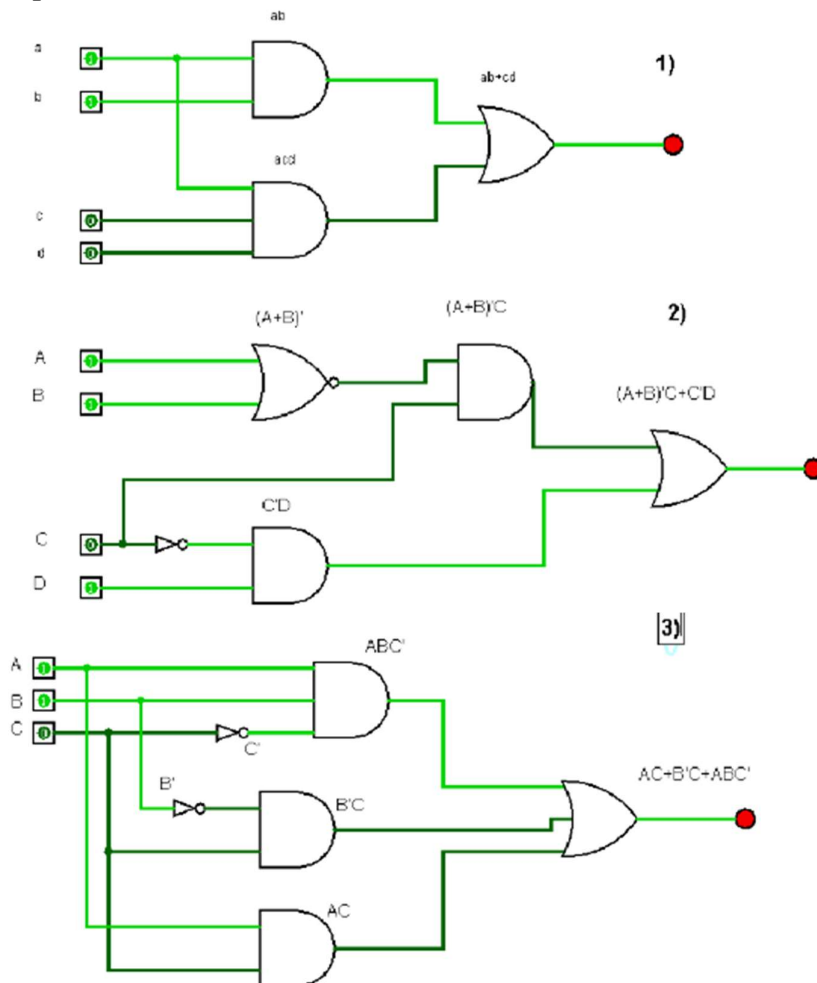 ab
a
1)
b
ab+cd
acd
c
d
(A+B)'C
2)
(A+B)'
A
B
(A+B)'C+C'D
C'D
C
D
3)
ABC'
A
B
C
C'
B'
B'C
AC+B'C+ABC'
AC